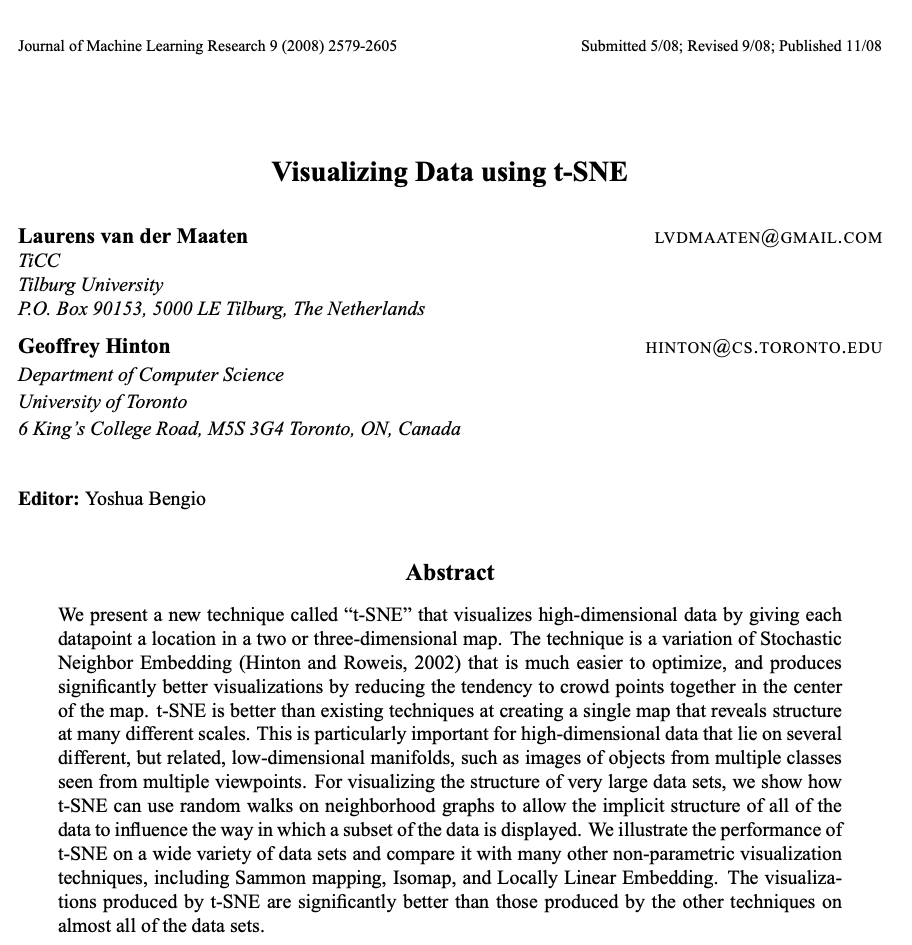 Journal of Machine Learning Research 9 (2008) 2579-2605 Submitted 5/08; Revised 9/08; Published 11/08
Visualizing Data using t-SNE
Laurens van der Maaten LVDMAATEN@GMAIL.COM
TiCC
Tilburg University
P.O. Box 90153, 5000 LE Tilburg, The Netherlands
Geoffrey Hinton HINTON@CS.TORONTO.EDU
Department of Computer Science
University of Toronto
6 King's College Road, M5S 3G4 Toronto, ON, Canada
Editor: Yoshua Bengio
Abstract
We present a new technique called “t-SNE” that visualizes high-dimensional data by giving each
datapoint a location in a two or three-dimensional map. The technique is a variation of Stochastic
Neighbor Embedding (Hinton and Roweis, 2002) that is much easier to optimize, and produces
significantly better visualizations by reducing the tendency to crowd points together in the center
of the map. t-SNE is better than existing techniques at creating a single map that reveals structure
at many different scales. This is particularly important for high-dimensional data that lie on several
different, but related, low-dimensional manifolds, such as images of objects from multiple classes
seen from multiple viewpoints. For visualizing the structure of very large data sets, we show how
t-SNE can use random walks on neighborhood graphs to allow the implicit structure of all of the
data to influence the way in which a subset of the data is displayed. We illustrate the performance of
t-SNE on a wide variety of data sets and compare it with many other non-parametric visualization
techniques, including Sammon mapping, Isomap, and Locally Linear Embedding. The visualiza-
tions produced by t-SNE are significantly better than those produced by the other techniques on
almost all of the data sets.